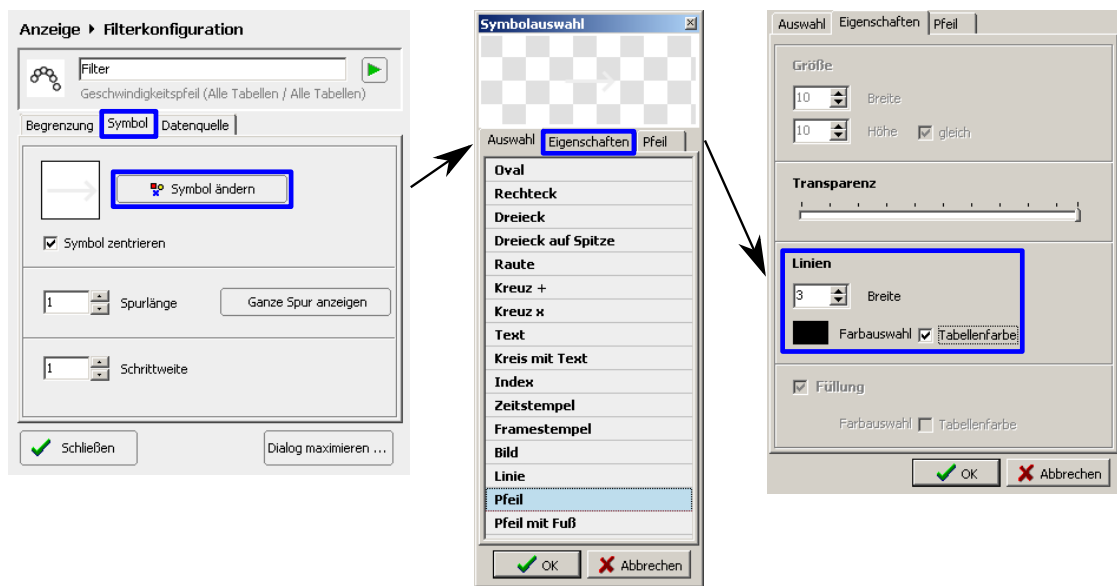 Anzeige ▸ Filterkonfiguration
Filter
Geschwindigkeitspfeil (Alle Tabellen / Alle Tabellen)
Begrenzung Symbol Datenquelle
Symbol ändern
Symbol zentrieren
1 Spurlänge Ganze Spur anzeigen
1 Schrittweite
Schließen Dialog maximieren ...
Symbolauswahl
Auswahl Eigenschaften Pfeil
Oval
Rechteck
Dreieck
Dreieck auf Spitze
Raute
Kreuz +
Kreuz x
Text
Kreis mit Text
Index
Zeitstempel
Framestempel
Bild
Linie
Pfeil
Pfeil mit Fuß
OK Abbrechen
Auswahl Eigenschaften Pfeil
Größe
10 Breite
10 Höhe gleich
Transparenz
Linien
3 Breite
Farbauswahl Tabellenfarbe
Füllung
Farbauswahl Tabellenfarbe
OK Abbrechen